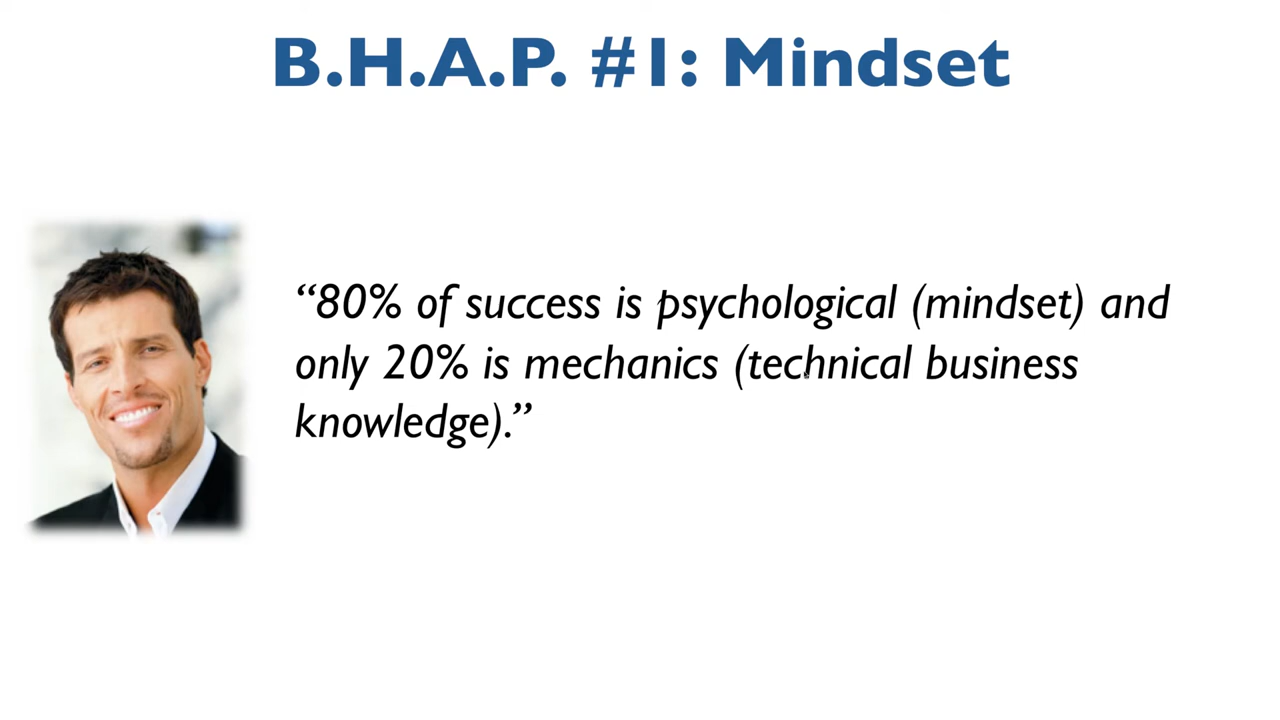 B.H.A.P. #1: Mindset
“80% of success is psychological (mindset) and
only 20% is mechanics (technical business
knowledge).”